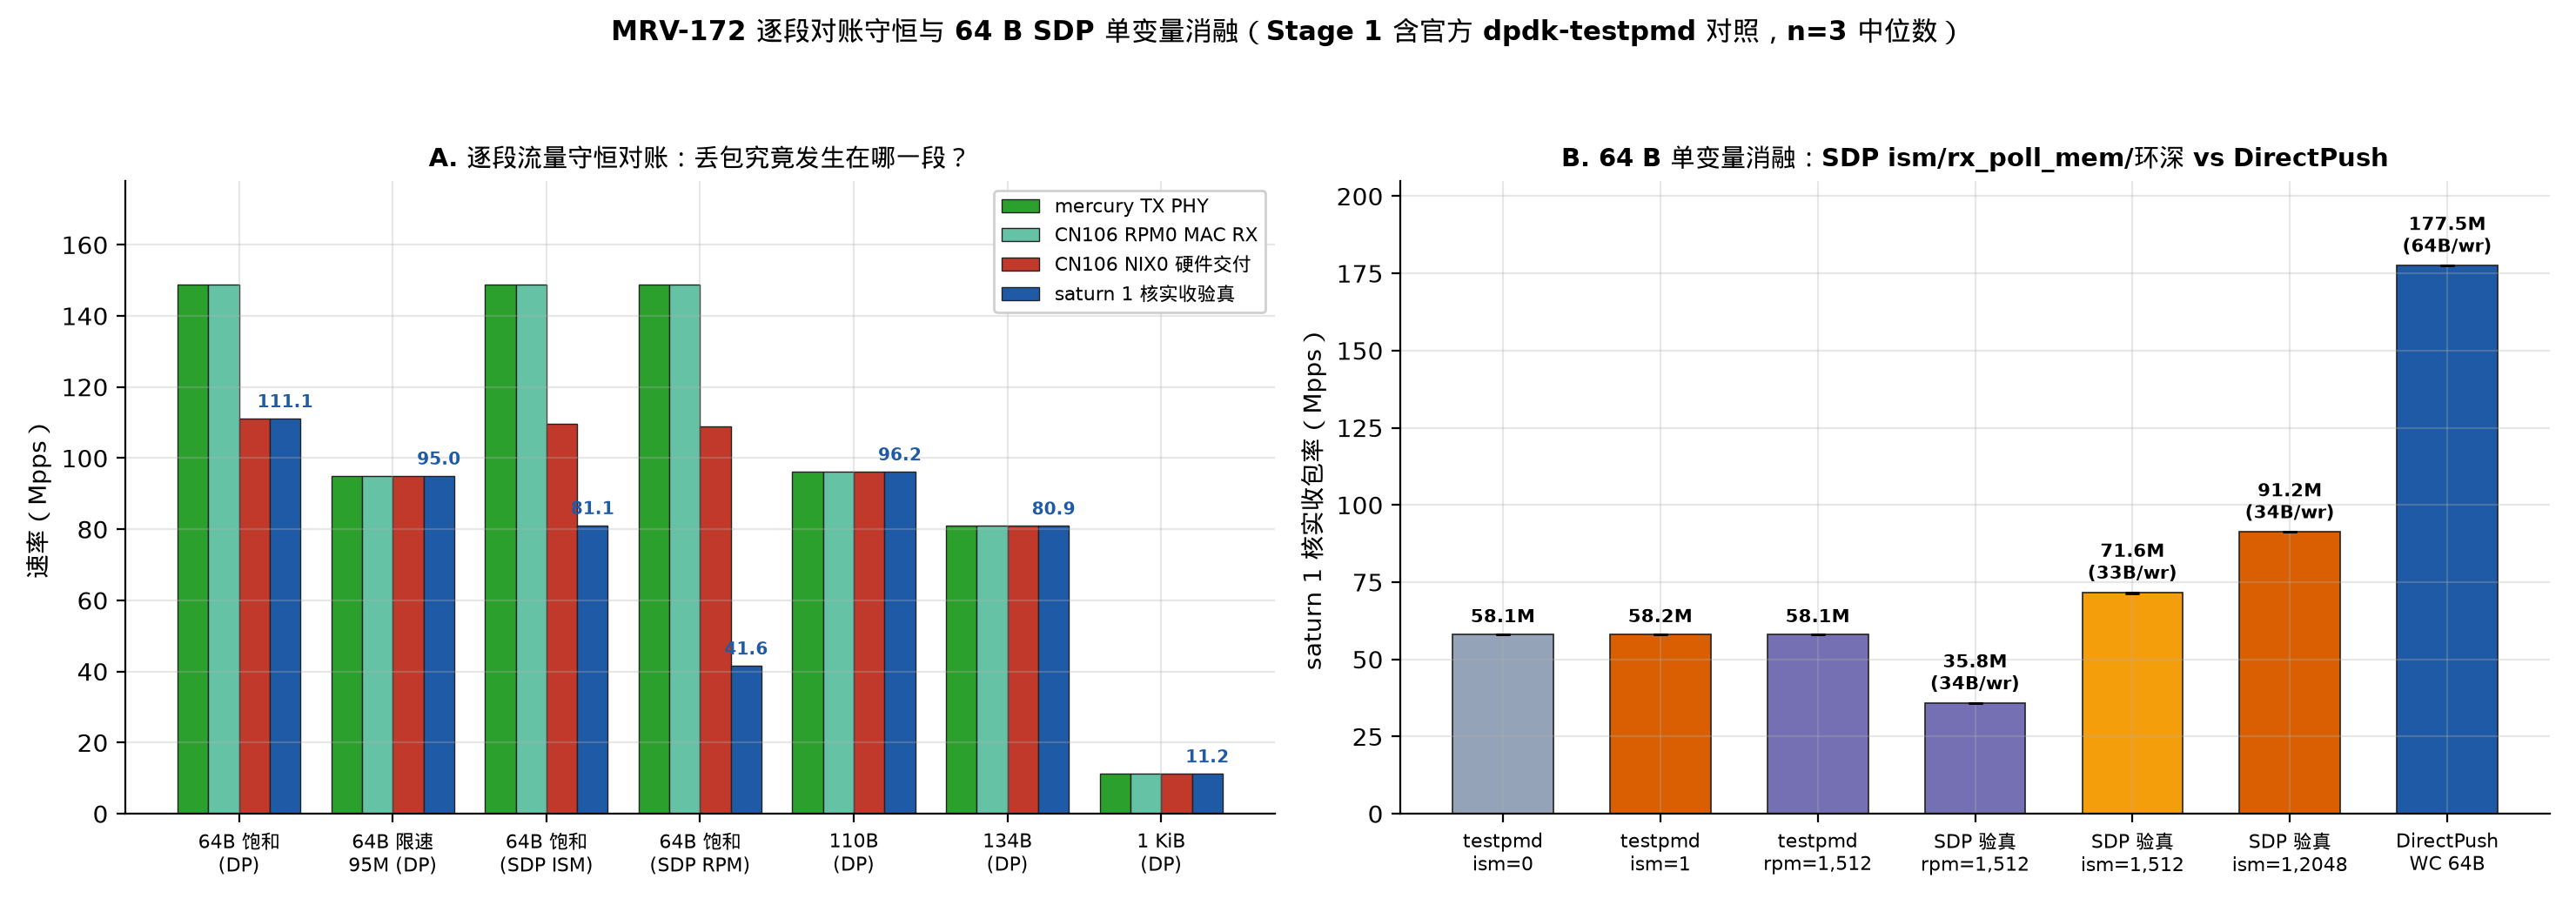 MRV-172 逐段对账守恒与 64 B SDP 单变量消融（Stage 1 含官方 dpdk-testpmd 对照，n=3 中位数）
A. 逐段流量守恒对账：丢包究竟发生在哪一段？
速率（Mpps）
160
140
120
100
80
60
40
20
0
mercury TX PHY
CN106 RPM0 MAC RX
CN106 NIX0 硬件交付
saturn 1 核实收验真
111.1
95.0
81.1
41.6
96.2
80.9
11.2
64B 饱和
(DP)
64B 限速
95M (DP)
64B 饱和
(SDP ISM)
64B 饱和
(SDP RPM)
110B
(DP)
134B
(DP)
1 KiB
(DP)
B. 64 B 单变量消融：SDP ism/rx_poll_mem/环深 vs DirectPush
saturn 1 核实收包率（Mpps）
200
175
150
125
100
75
50
25
0
58.1M
58.2M
58.1M
35.8M
(34B/wr)
71.6M
(33B/wr)
91.2M
(34B/wr)
177.5M
(64B/wr)
testpmd
ism=0
testpmd
ism=1
testpmd
rpm=1,512
SDP 验真
rpm=1,512
SDP 验真
ism=1,512
SDP 验真
ism=1,2048
DirectPush
WC 64B